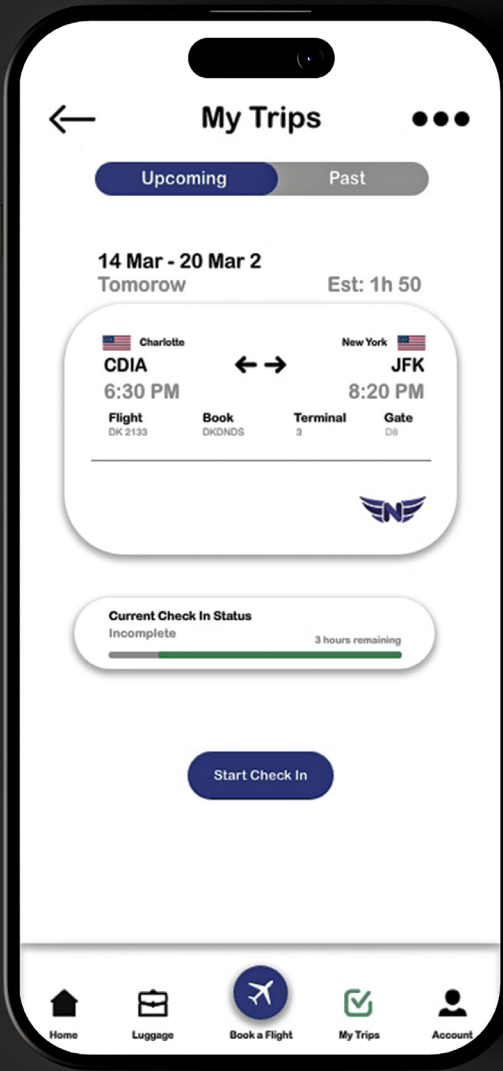 My Trips
Upcoming Past
14 Mar - 20 Mar 2
Tomorow Est: 1h 50
Charlotte New York
CDIA JFK
6:30 PM 8:20 PM
Flight Book Terminal Gate
DK 2133 DKDNDS 3 D8
N
Current Check In Status
Incomplete
3 hours remaining
Start Check In
Home Luggage Book a Flight My Trips Account